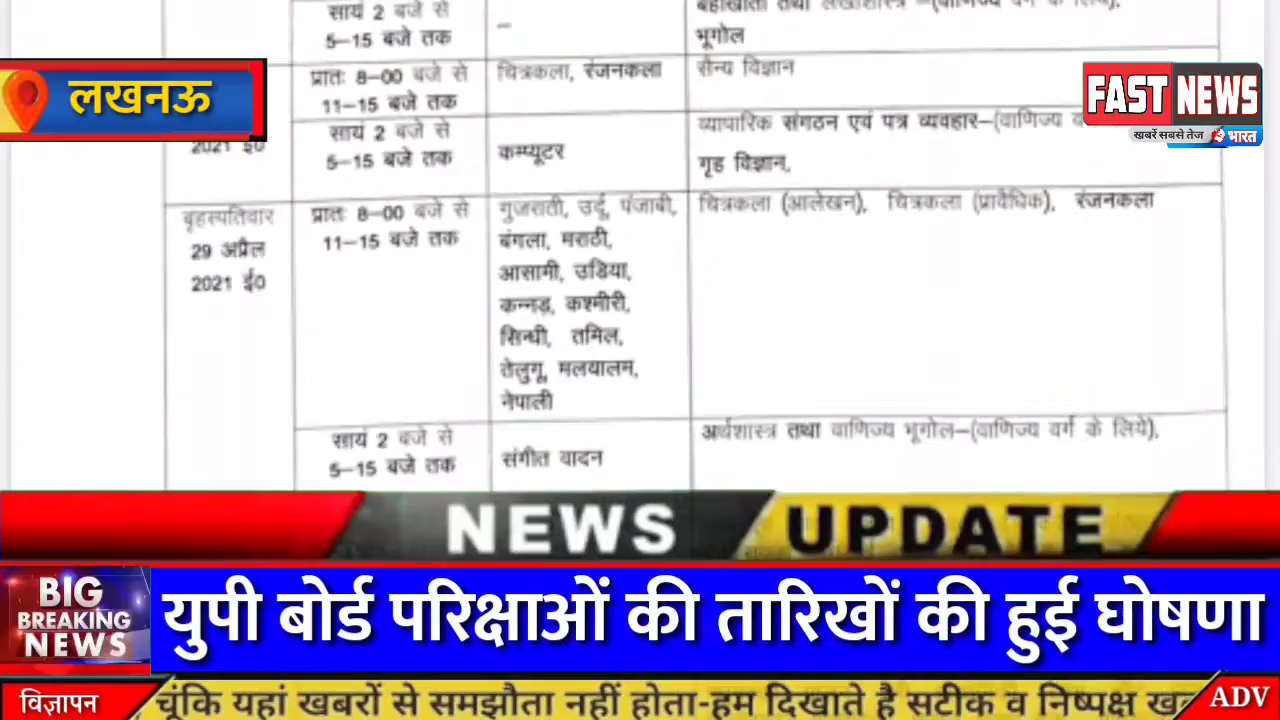 सायं 2 बजे से
5–15 बजे तक
–
भूगोल
प्रातः 8–00 बजे से
11–15 बजे तक
चित्रकला, रंजनकला
सैन्य विज्ञान
2021 ई0
सायं 2 बजे से
5–15 बजे तक
कम्प्यूटर
व्यापारिक संगठन एवं पत्र व्यवहार–(वाणिज्य
गृह विज्ञान,
बृहस्पतिवार
29 अप्रैल
2021 ई0
प्रातः 8–00 बजे से
11–15 बजे तक
गुजराती, उर्दू, पंजाबी,
बंगला, मराठी,
आसामी, उडिया,
कन्नड़, कश्मीरी,
सिन्धी, तमिल,
तेलुगू, मलयालम,
नेपाली
चित्रकला (आलेखन), चित्रकला (प्राविधिक), रंजनकला
सायं 2 बजे से
5–15 बजे तक
संगीत वादन
अर्थशास्त्र तथा वाणिज्य भूगोल–(वाणिज्य वर्ग के लिये),
लखनऊ
FAST NEWS
खबरें सबसे तेज भारत
NEWS UPDATE
BIG
BREAKING
NEWS
युपी बोर्ड परिक्षाओं की तारिखों की हुई घोषणा
विज्ञापन
चूंकि यहां खबरों से समझौता नहीं होता-हम दिखाते है सटीक व निष्पक्ष
ADV